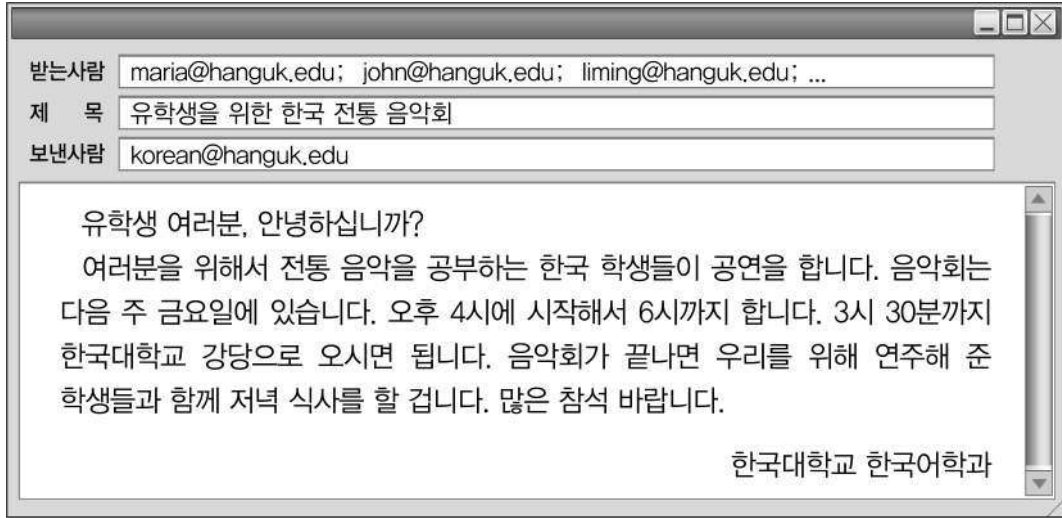 받는사람 maria@hanguk.edu; john@hanguk.edu; liming@hanguk.edu; ...
제 목 유학생을 위한 한국 전통 음악회
보낸사람 korean@hanguk.edu
유학생 여러분, 안녕하십니까?
여러분을 위해서 전통 음악을 공부하는 한국 학생들이 공연을 합니다. 음악회는
다음 주 금요일에 있습니다. 오후 4시에 시작해서 6시까지 합니다. 3시 30분까지
한국대학교 강당으로 오시면 됩니다. 음악회가 끝나면 우리를 위해 연주해 준
학생들과 함께 저녁 식사를 할 겁니다. 많은 참석 바랍니다.
한국대학교 한국어학과